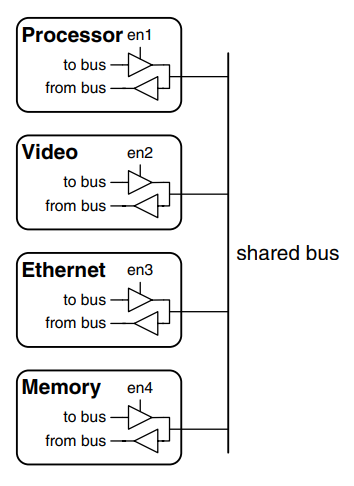 Processor en1
to bus
from bus
Video en2
to bus
from bus
shared bus
Ethernet en3
to bus
from bus
Memory en4
to bus
from bus